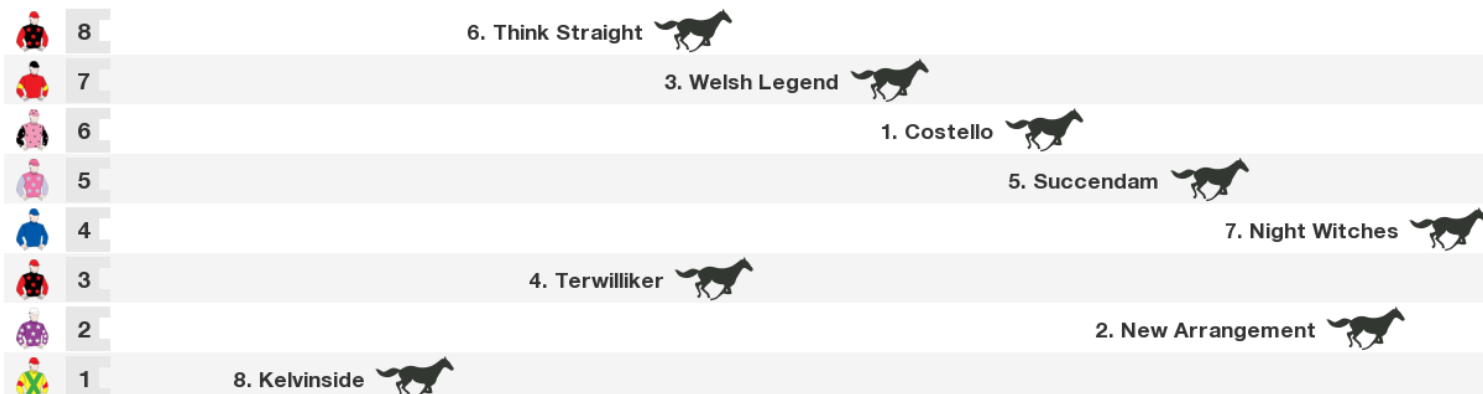 8 6. Think Straight
7 3. Welsh Legend
6 1. Costello
5 5. Succendam
4 7. Night Witches
3 4. Terwilliker
2 2. New Arrangement
1 8. Kelvinside